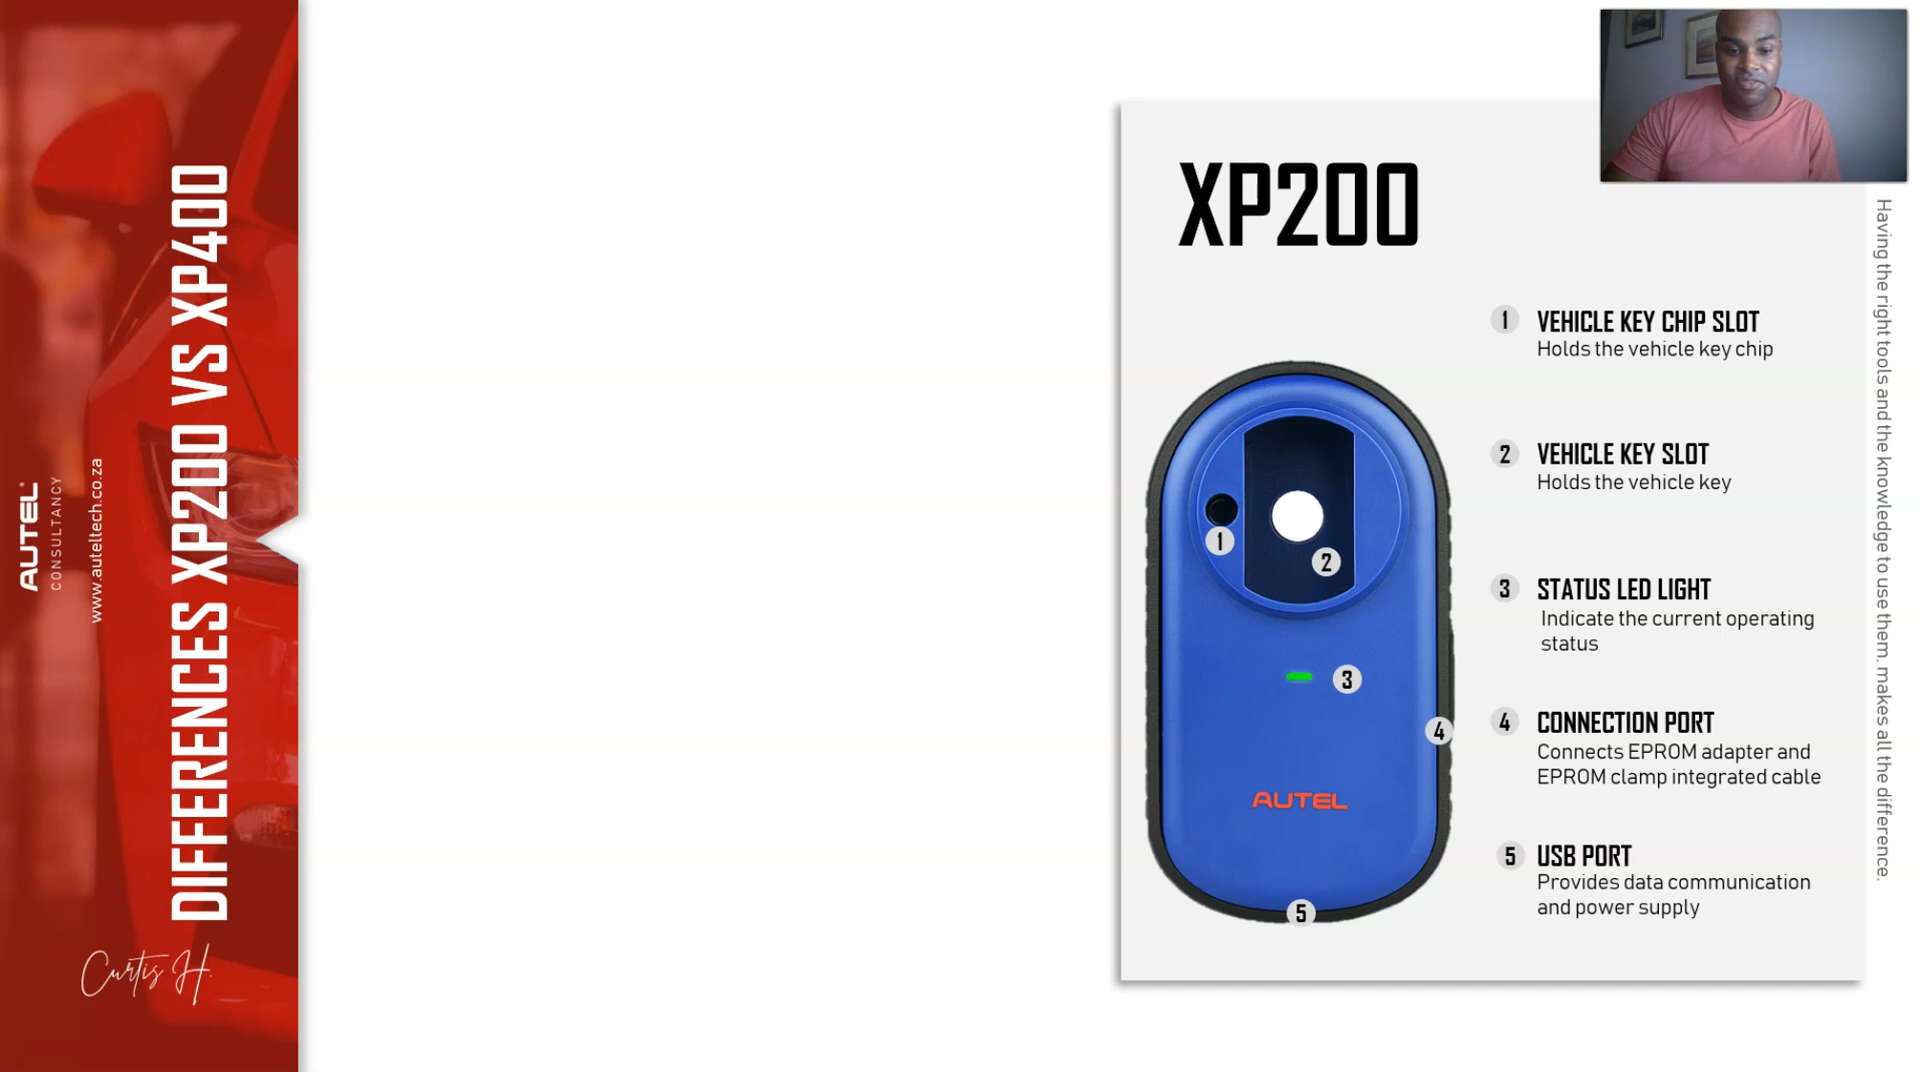 DIFFERENCES XP200 VS XP400
AUTEL
CONSULTANCY
www.auteltech.co.za
Curtis H.
XP200
1 VEHICLE KEY CHIP SLOT
Holds the vehicle key chip
2 VEHICLE KEY SLOT
Holds the vehicle key
3 STATUS LED LIGHT
Indicate the current operating
status
4 CONNECTION PORT
Connects EPROM adapter and
EPROM clamp integrated cable
5 USB PORT
Provides data communication
and power supply
1
2
3
4
AUTEL
5
Having the right tools and the knowledge to use them, makes all the difference.